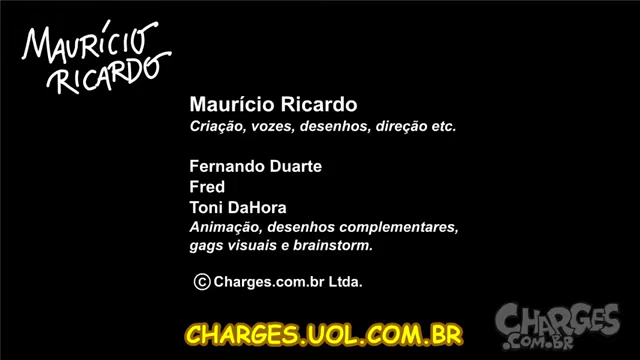 MAURÍCIO
RICARDO
Maurício Ricardo
Criação, vozes, desenhos, direção etc.
Fernando Duarte
Fred
Toni DaHora
Animação, desenhos complementares,
gags visuais e brainstorm.
© Charges.com.br Ltda.
CHARGES
.COM.BR
CHARGES.UOL.COM.BR